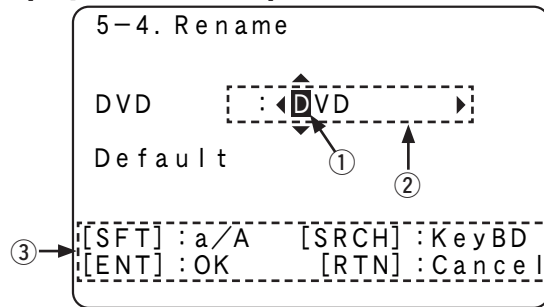 5-4. Rename
DVD : ◀DVD ▶
Default
①
②
③
[SFT] : a/A [SRCH] : KeyBD
[ENT] : OK [RTN] : Cancel